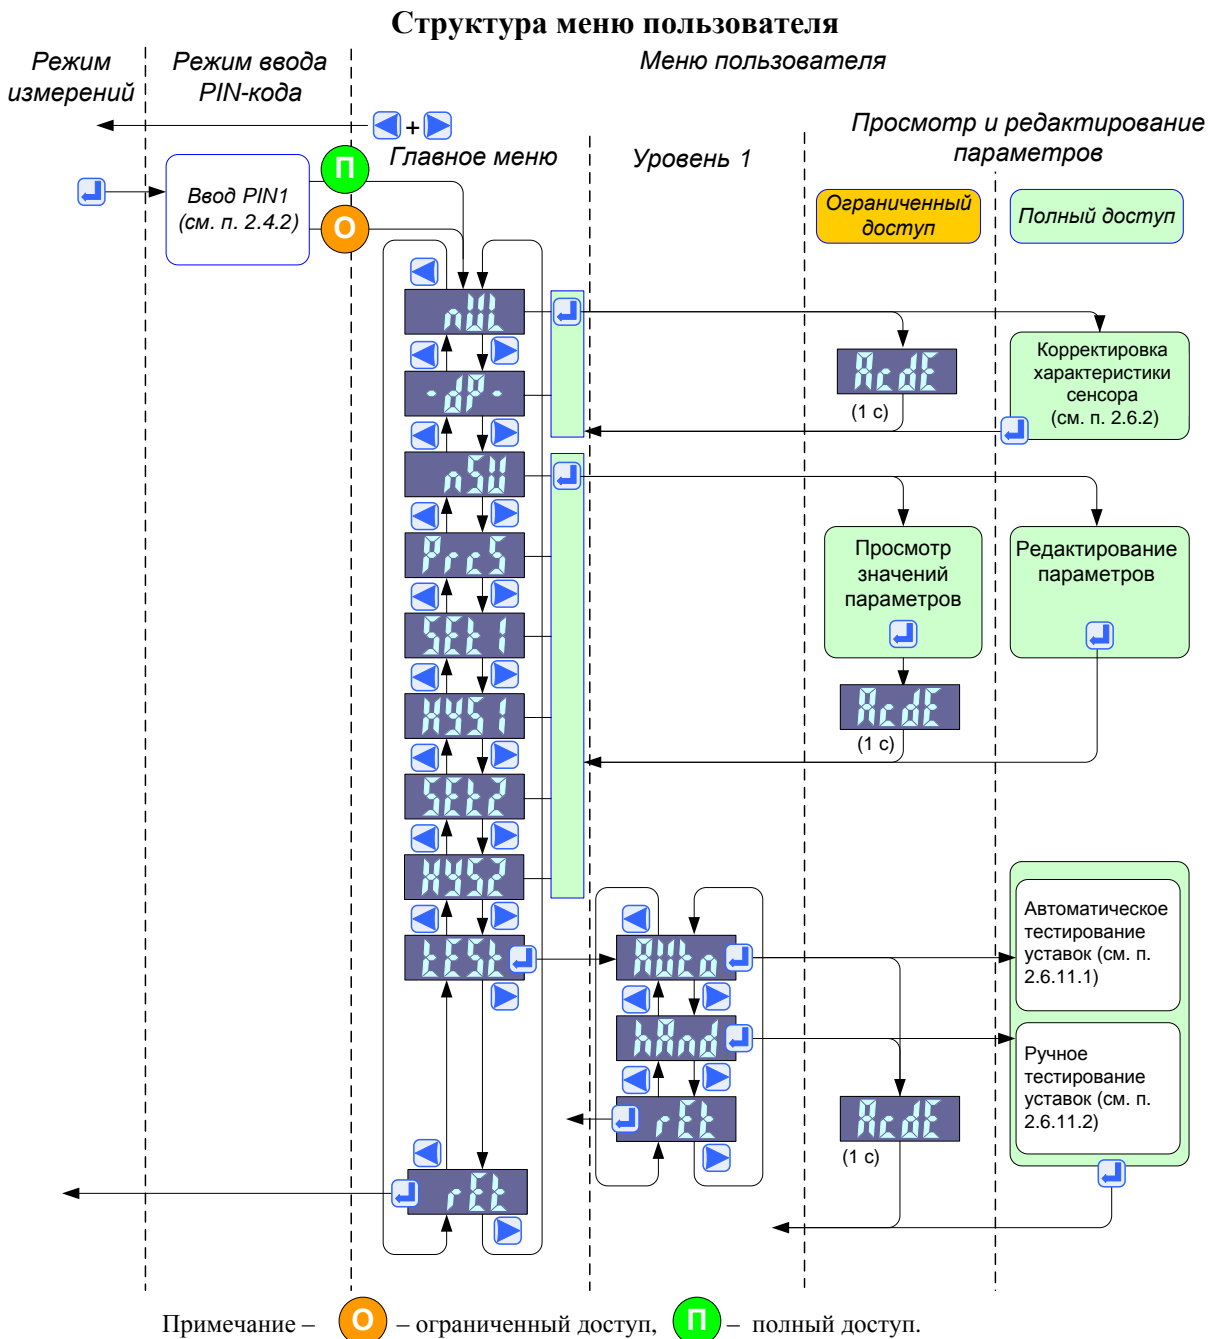 Структура меню пользователя
Режим измерений
Режим ввода PIN-кода
Меню пользователя
+
Главное меню
Уровень 1
Просмотр и редактирование параметров
Ограниченный доступ
Полный доступ
Ввод PIN1
(см. п. 2.4.2)
П
О
nUL
-dP-
nSU
PrcS
SEt1
HYS1
SEt2
HYS2
tESt
rEt
AcdE
(1 с)
Корректировка
характеристики
сенсора
(см. п. 2.6.2)
Просмотр
значений
параметров
Редактирование
параметров
AcdE
(1 с)
AUto
hAnd
rEt
AcdE
(1 с)
Автоматическое
тестирование
уставок (см. п.
2.6.11.1)
Ручное
тестирование
уставок (см. п.
2.6.11.2)
Примечание – О – ограниченный доступ, П – полный доступ.